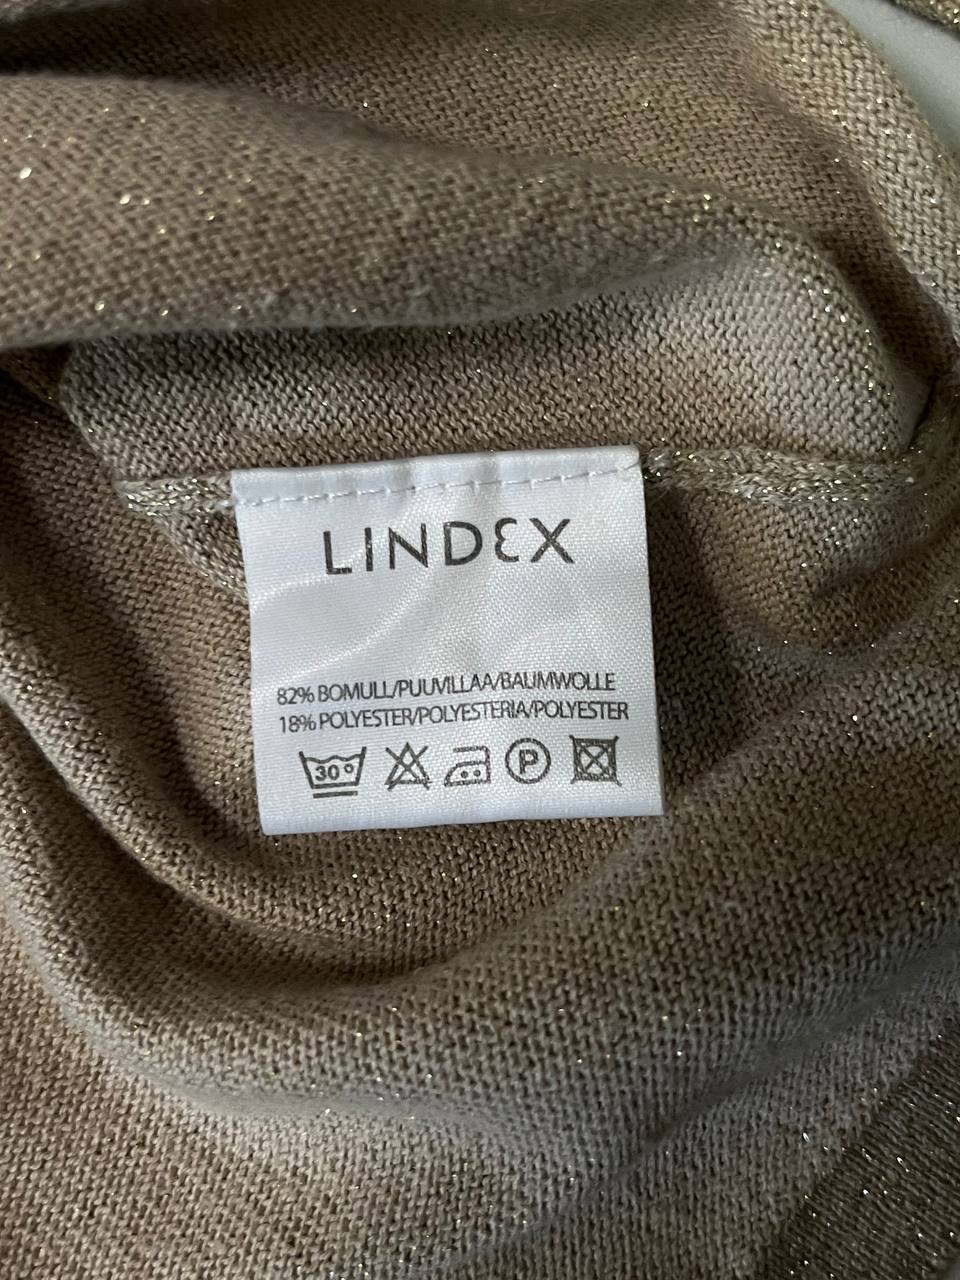 LINDEX
82% BOMULL/PUUVILLAA/BAUMWOLLE
18% POLYESTER/POLYESTERIA/POLYESTER
30° P